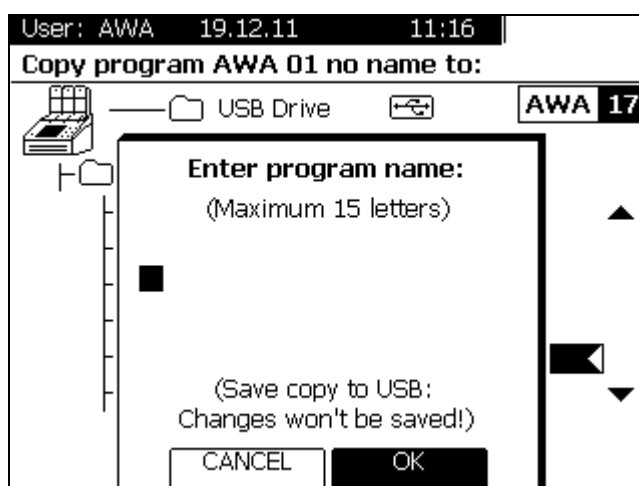 User: AWA 19.12.11 11:16
Copy program AWA 01 no name to:
USB Drive
AWA 17
Enter program name:
(Maximum 15 letters)
(Save copy to USB:
Changes won't be saved!)
CANCEL OK